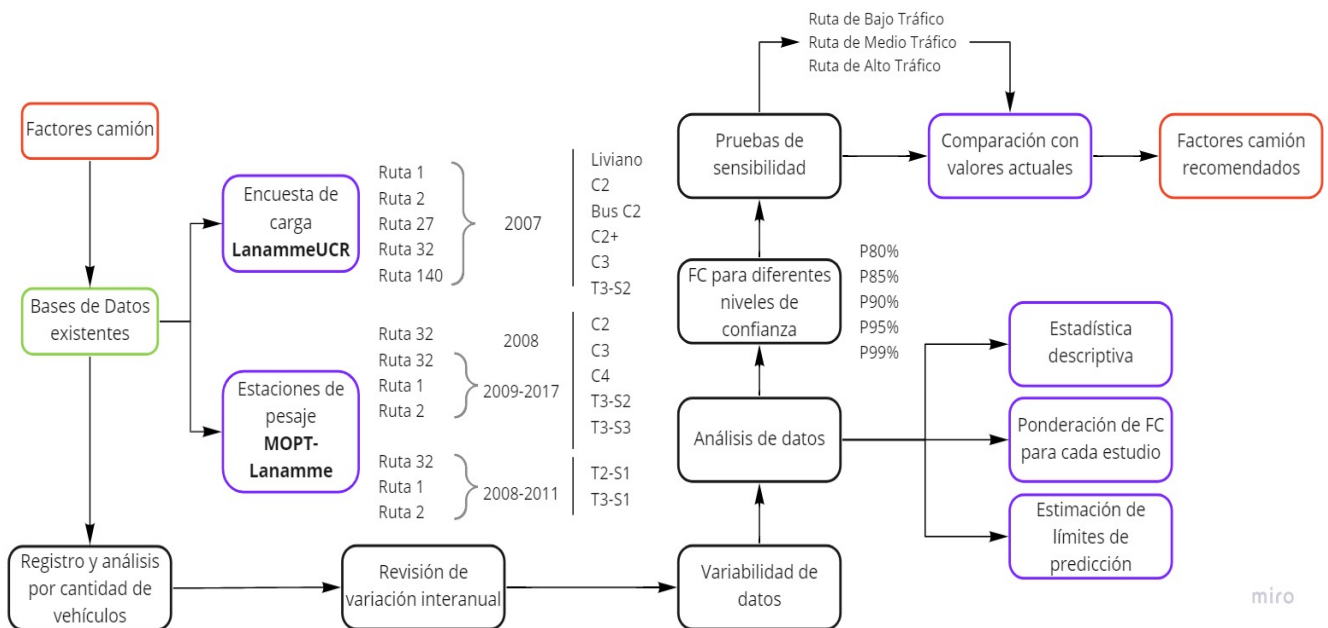 Factores camión
Bases de Datos
existentes
Registro y análisis
por cantidad de
vehículos
Encuesta de
carga
LanammeUCR
Ruta 1
Ruta 2
Ruta 27
Ruta 32
Ruta 140
2007
Liviano
C2
Bus C2
C2+
C3
T3-S2
Estaciones de
pesaje
MOPT-
Lanamme
Ruta 32
2008
Ruta 32
Ruta 1
Ruta 2
2009-2017
C2
C3
C4
T3-S2
T3-S3
Ruta 32
Ruta 1
Ruta 2
2008-2011
T2-S1
T3-S1
Revisión de
variación interanual
Variabilidad de
datos
Análisis de datos
Estadística
descriptiva
Ponderación de FC
para cada estudio
Estimación de
límites de
predicción
FC para diferentes
niveles de
confianza
P80%
P85%
P90%
P95%
P99%
Pruebas de
sensibilidad
Ruta de Bajo Tráfico
Ruta de Medio Tráfico
Ruta de Alto Tráfico
Comparación con
valores actuales
Factores camión
recomendados
miro